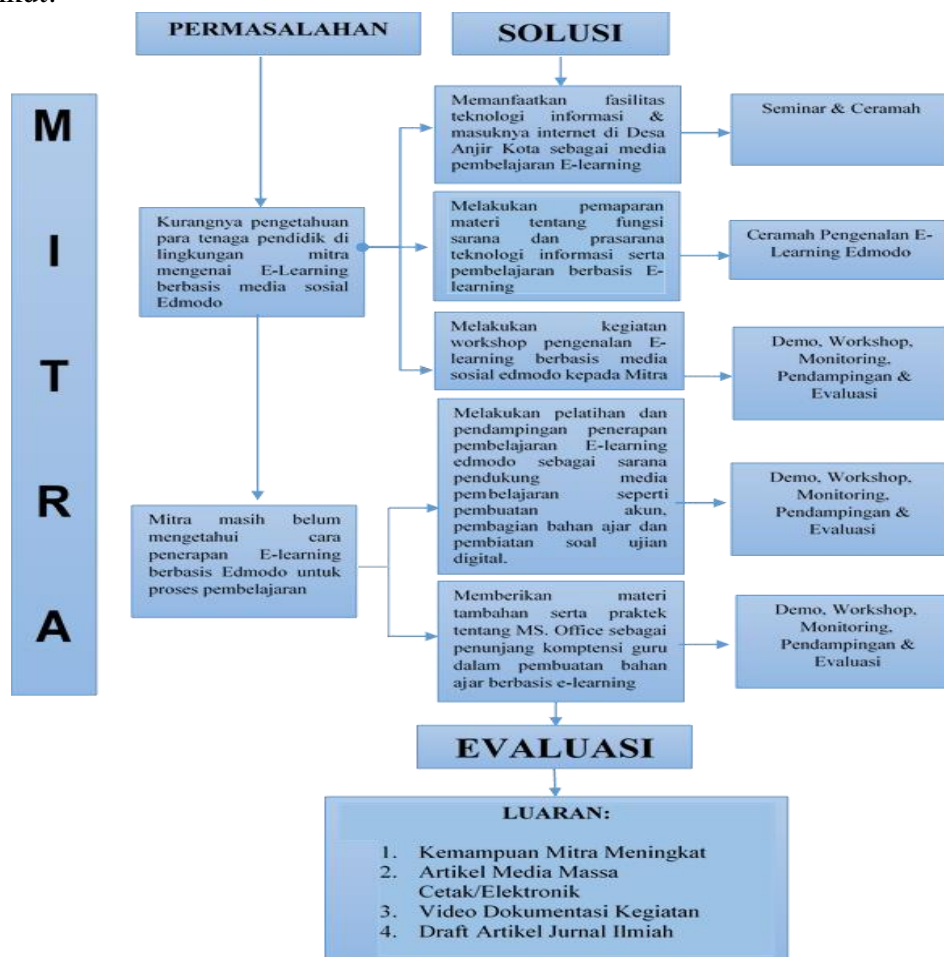 PERMASALAHAN
SOLUSI
M
I
T
R
A
Kurangnya pengetahuan
para tenaga pendidik di
lingkungan mitra
mengenai E-Learning
berbasis media sosial
Edmodo
Memanfaatkan fasilitas
teknologi informasi &
masuknya internet di Desa
Anjir Kota sebagai media
pembelajaran E-learning
Seminar & Ceramah
Melakukan pemaparan
materi tentang fungsi
sarana dan prasarana
teknologi informasi serta
pembelajaran berbasis E-
learning
Ceramah Pengenalan E-
Learning Edmodo
Melakukan kegiatan
workshop pengenalan E-
learning berbasis media
sosial edmodo kepada Mitra
Demo, Workshop,
Monitoring,
Pendampingan &
Evaluasi
Mitra masih belum
mengetahui cara
penerapan E-learning
berbasis Edmodo untuk
proses pembelajaran
Melakukan pelatihan dan
pendampingan penerapan
pembelajaran E-learning
edmodo sebagai sarana
pendukung media
pembelajaran seperti
pembuatan akun,
pembagian bahan ajar dan
pembiatan soal ujian
digital.
Demo, Workshop,
Monitoring,
Pendampingan &
Evaluasi
Memberikan materi
tambahan serta praktek
tentang MS. Office sebagai
penunjang komptensi guru
dalam pembuatan bahan
ajar berbasis e-learning
Demo, Workshop,
Monitoring,
Pendampingan &
Evaluasi
EVALUASI
LUARAN:
1. Kemampuan Mitra Meningkat
2. Artikel Media Massa
Cetak/Elektronik
3. Video Dokumentasi Kegiatan
4. Draft Artikel Jurnal Ilmiah